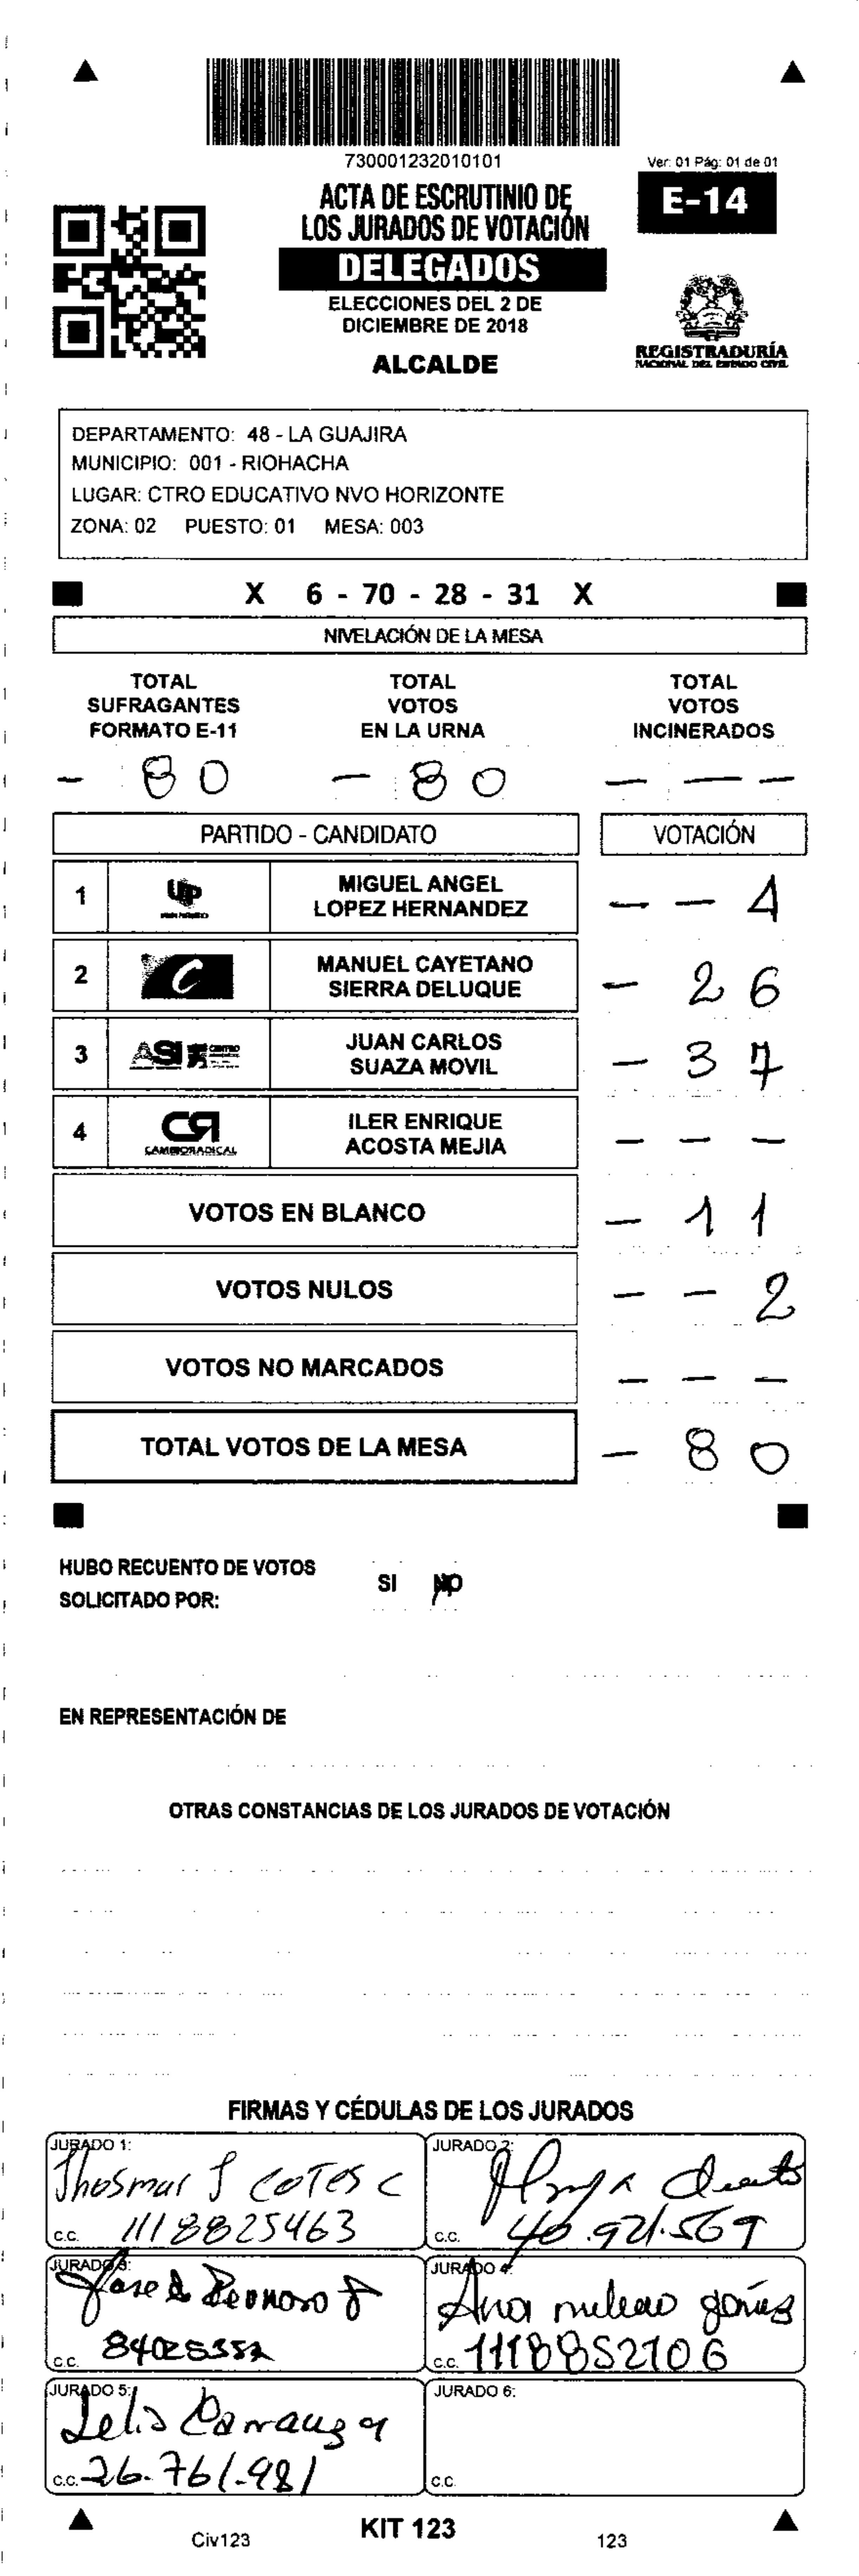 730001232010101
Ver: 01 Pág: 01 de 01
ACTA DE ESCRUTINIO DE
LOS JURADOS DE VOTACIÓN
E-14
DELEGADOS
ELECCIONES DEL 2 DE
DICIEMBRE DE 2018
ALCALDE
REGISTRADURÍA
NACIONAL DEL ESTADO CIVIL
DEPARTAMENTO: 48 - LA GUAJIRA
MUNICIPIO: 001 - RIOHACHA
LUGAR: CTRO EDUCATIVO NVO HORIZONTE
ZONA: 02 PUESTO: 01 MESA: 003
X 6 - 70 - 28 - 31 X
NIVELACIÓN DE LA MESA
TOTAL SUFRAGANTES FORMATO E-11
TOTAL VOTOS EN LA URNA
TOTAL VOTOS INCINERADOS
- 80 - 80 - - -
PARTIDO - CANDIDATO VOTACIÓN
1 UP MIGUEL ANGEL
LOPEZ HERNANDEZ - - 4
2 C MANUEL CAYETANO
SIERRA DELUQUE - 26
3 ASI JUAN CARLOS
SUAZA MOVIL - 37
4 CR CAMBIO RADICAL ILER ENRIQUE
ACOSTA MEJIA - - -
VOTOS EN BLANCO - 11
VOTOS NULOS - - 2
VOTOS NO MARCADOS - - -
TOTAL VOTOS DE LA MESA - 80
HUBO RECUENTO DE VOTOS SI NO
SOLICITADO POR:
EN REPRESENTACIÓN DE
OTRAS CONSTANCIAS DE LOS JURADOS DE VOTACIÓN
FIRMAS Y CÉDULAS DE LOS JURADOS
JURADO 1:
Jhosmar J COTES C
C.C. 1118825463
JURADO 2:
C.C. 40.921.569
JURADO 3:
Jose
C.C. 84025352
JURADO 4:
Ana
C.C. 1118852106
JURADO 5:
Lelis Carranza
C.C. 26.761.981
JURADO 6:
C.C.
Civ123
KIT 123
123